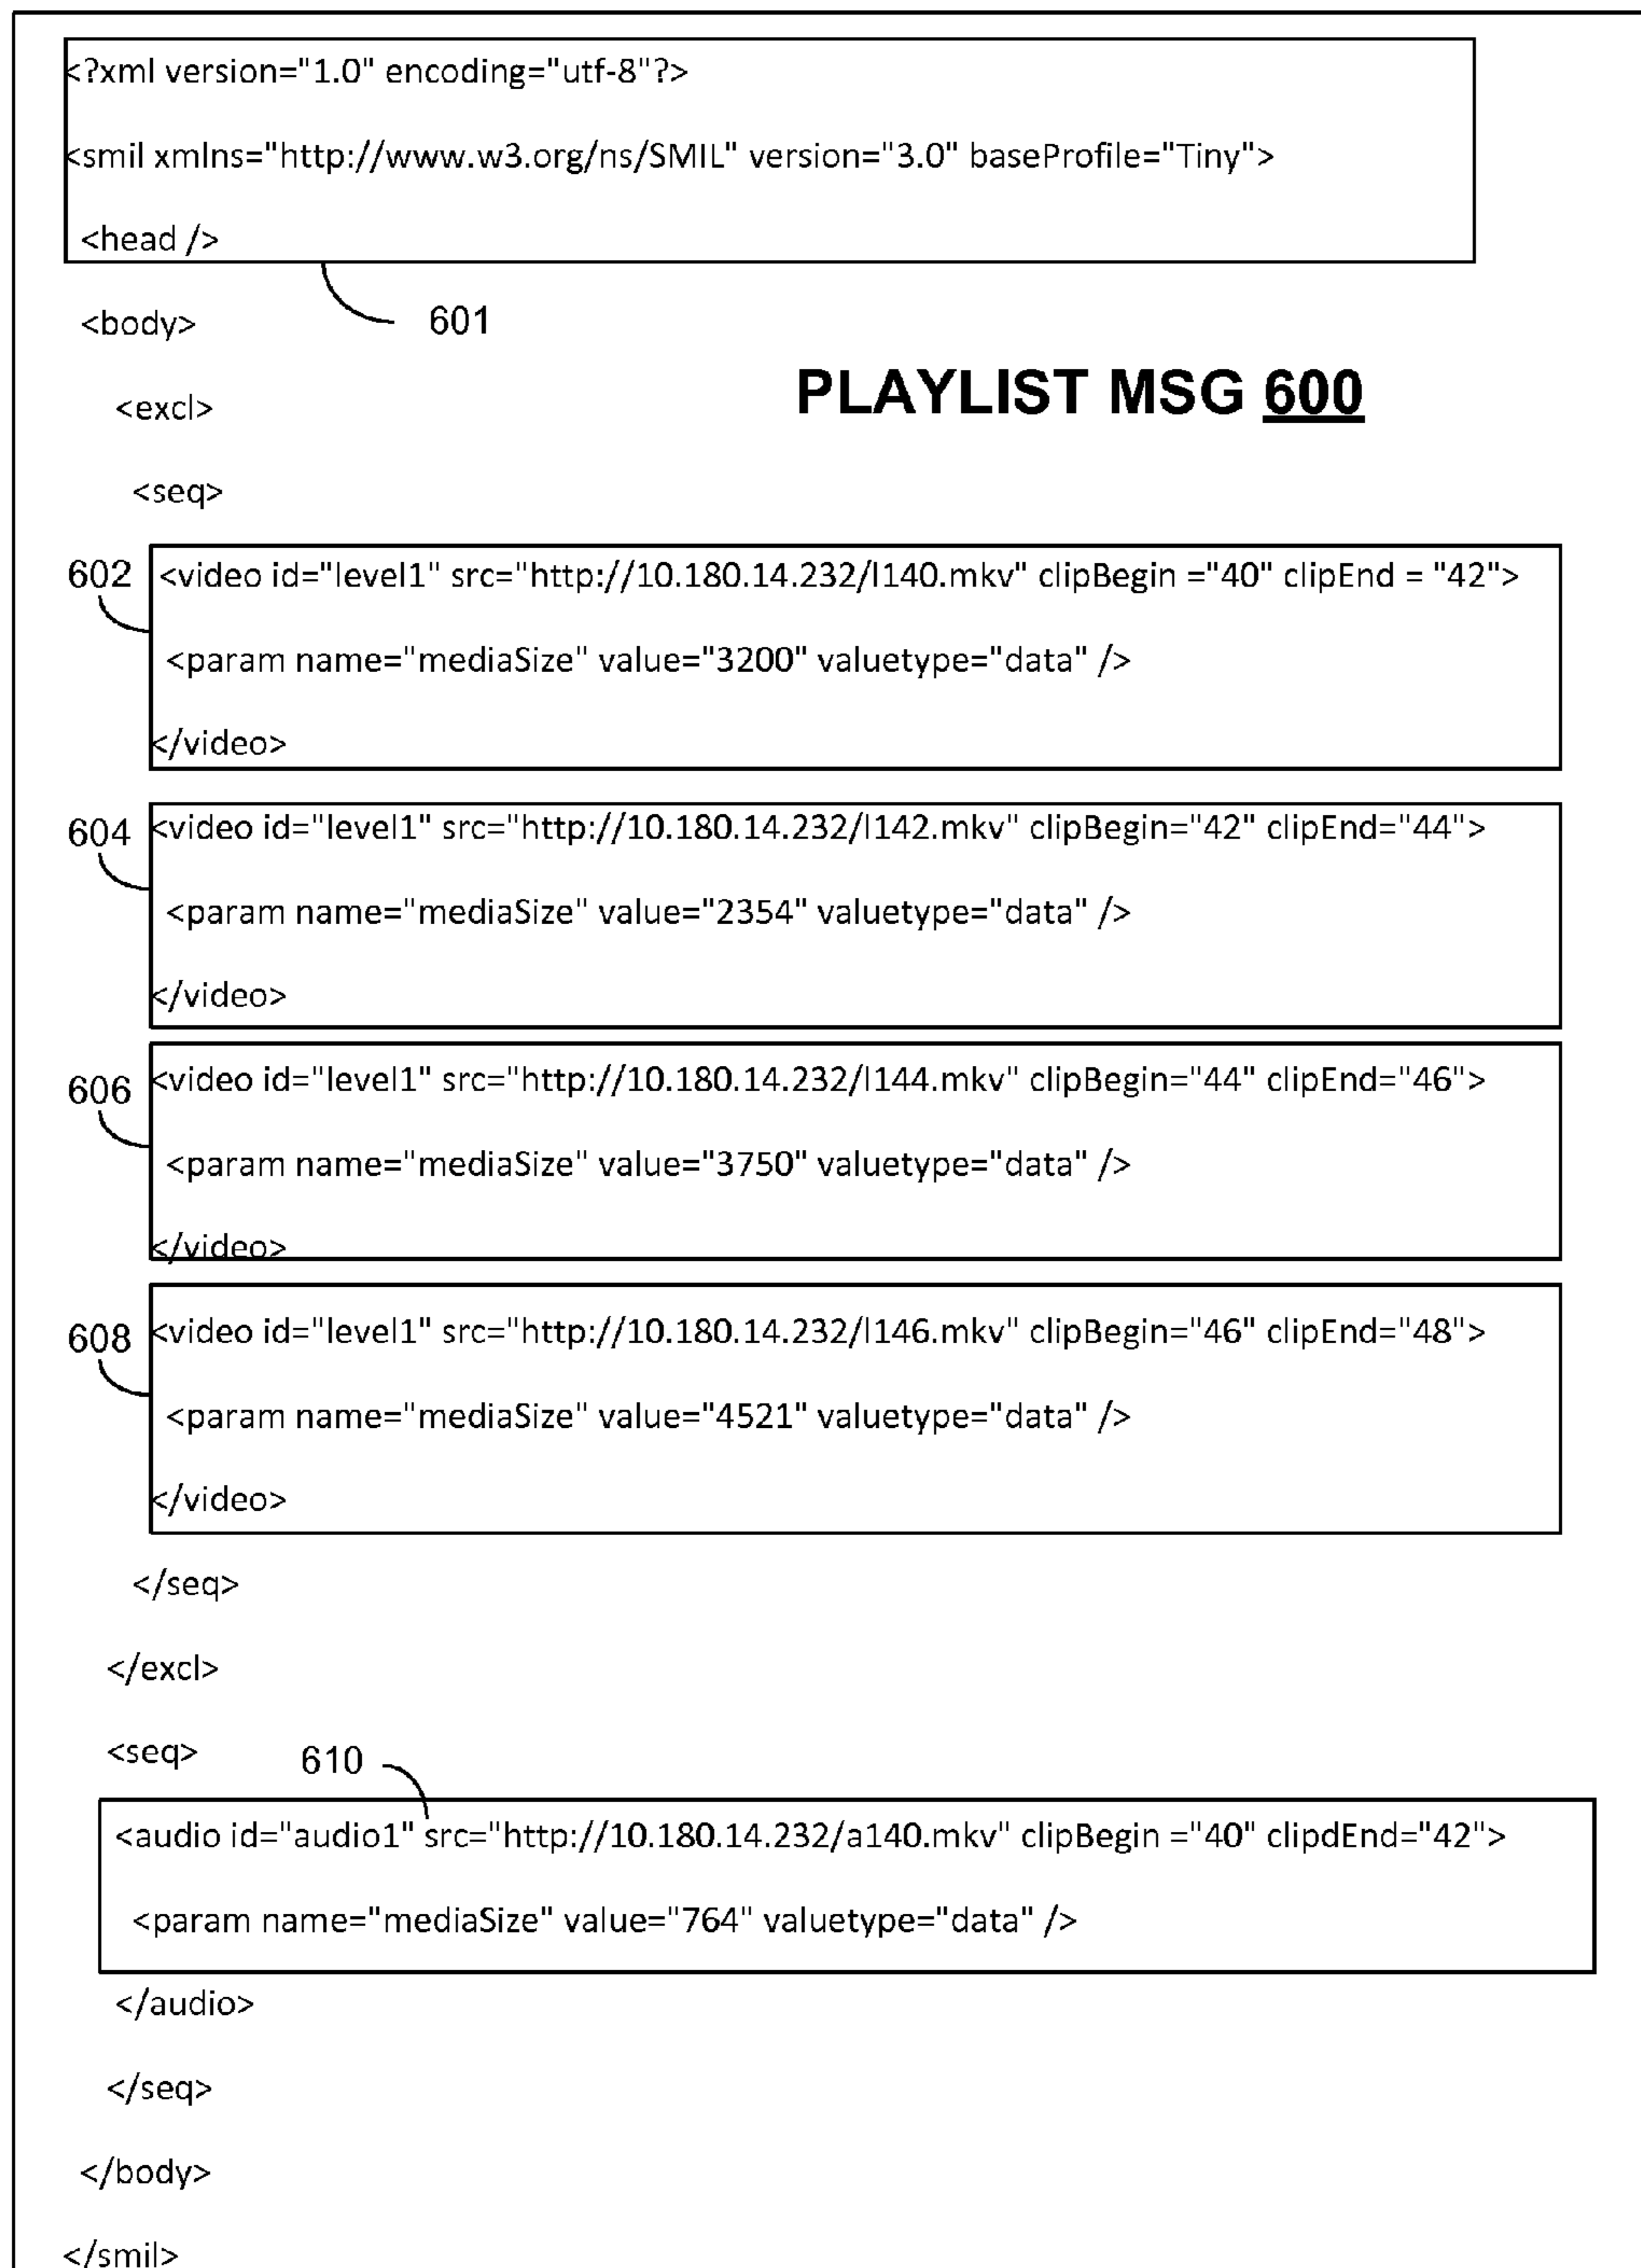 <?xml version="1.0" encoding="utf-8"?>
<smil xmlns="http://www.w3.org/ns/SMIL" version="3.0" baseProfile="Tiny">
<head />
601
<body>
PLAYLIST MSG 600
<excl>
<seq>
602
<video id="level1" src="http://10.180.14.232/l140.mkv" clipBegin ="40" clipEnd = "42">
<param name="mediaSize" value="3200" valuetype="data" />
</video>
604
<video id="level1" src="http://10.180.14.232/l142.mkv" clipBegin="42" clipEnd="44">
<param name="mediaSize" value="2354" valuetype="data" />
</video>
606
<video id="level1" src="http://10.180.14.232/l144.mkv" clipBegin="44" clipEnd="46">
<param name="mediaSize" value="3750" valuetype="data" />
</video>
608
<video id="level1" src="http://10.180.14.232/l146.mkv" clipBegin="46" clipEnd="48">
<param name="mediaSize" value="4521" valuetype="data" />
</video>
</seq>
</excl>
<seq>
610
<audio id="audio1" src="http://10.180.14.232/a140.mkv" clipBegin ="40" clipdEnd="42">
<param name="mediaSize" value="764" valuetype="data" />
</audio>
</seq>
</body>
</smil>